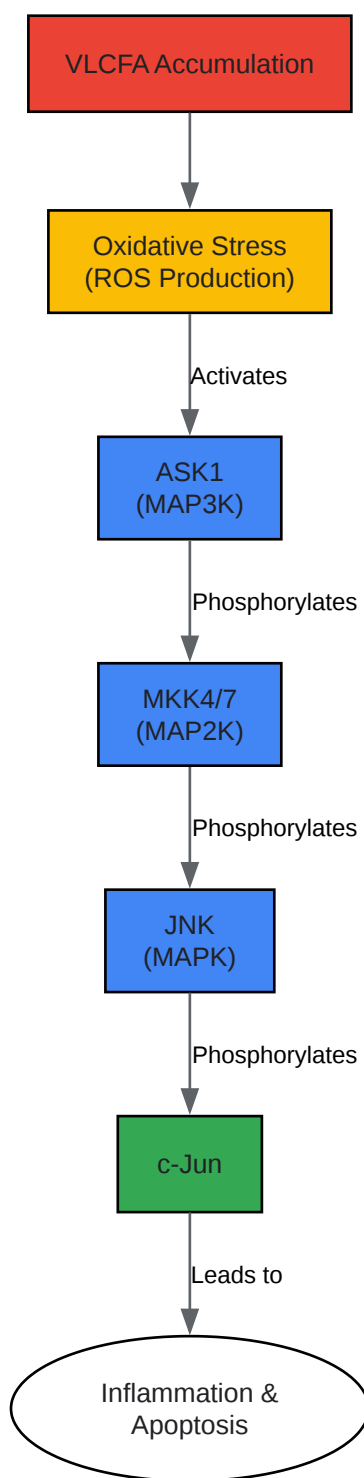 VLCFA Accumulation
Oxidative Stress
(ROS Production)
Activates
ASK1
(MAP3K)
Phosphorylates
MKK4/7
(MAP2K)
Phosphorylates
JNK
(MAPK)
Phosphorylates
c-Jun
Leads to
Inflammation &
Apoptosis